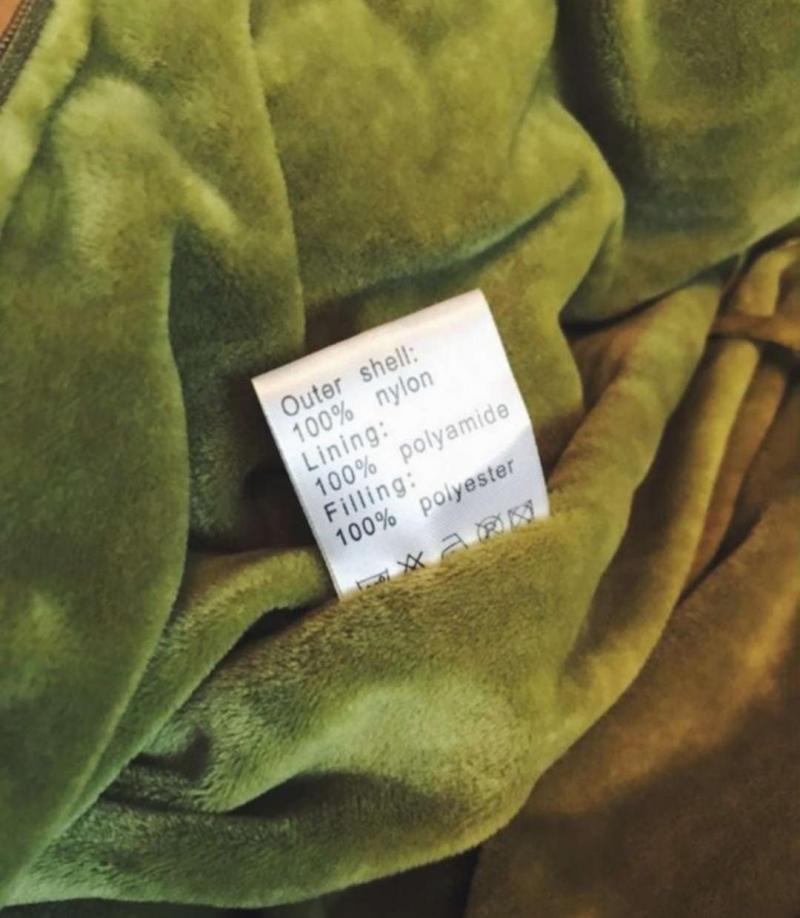 Outer shell:
100% nylon
Lining:
100% polyamide
Filling:
100% polyester